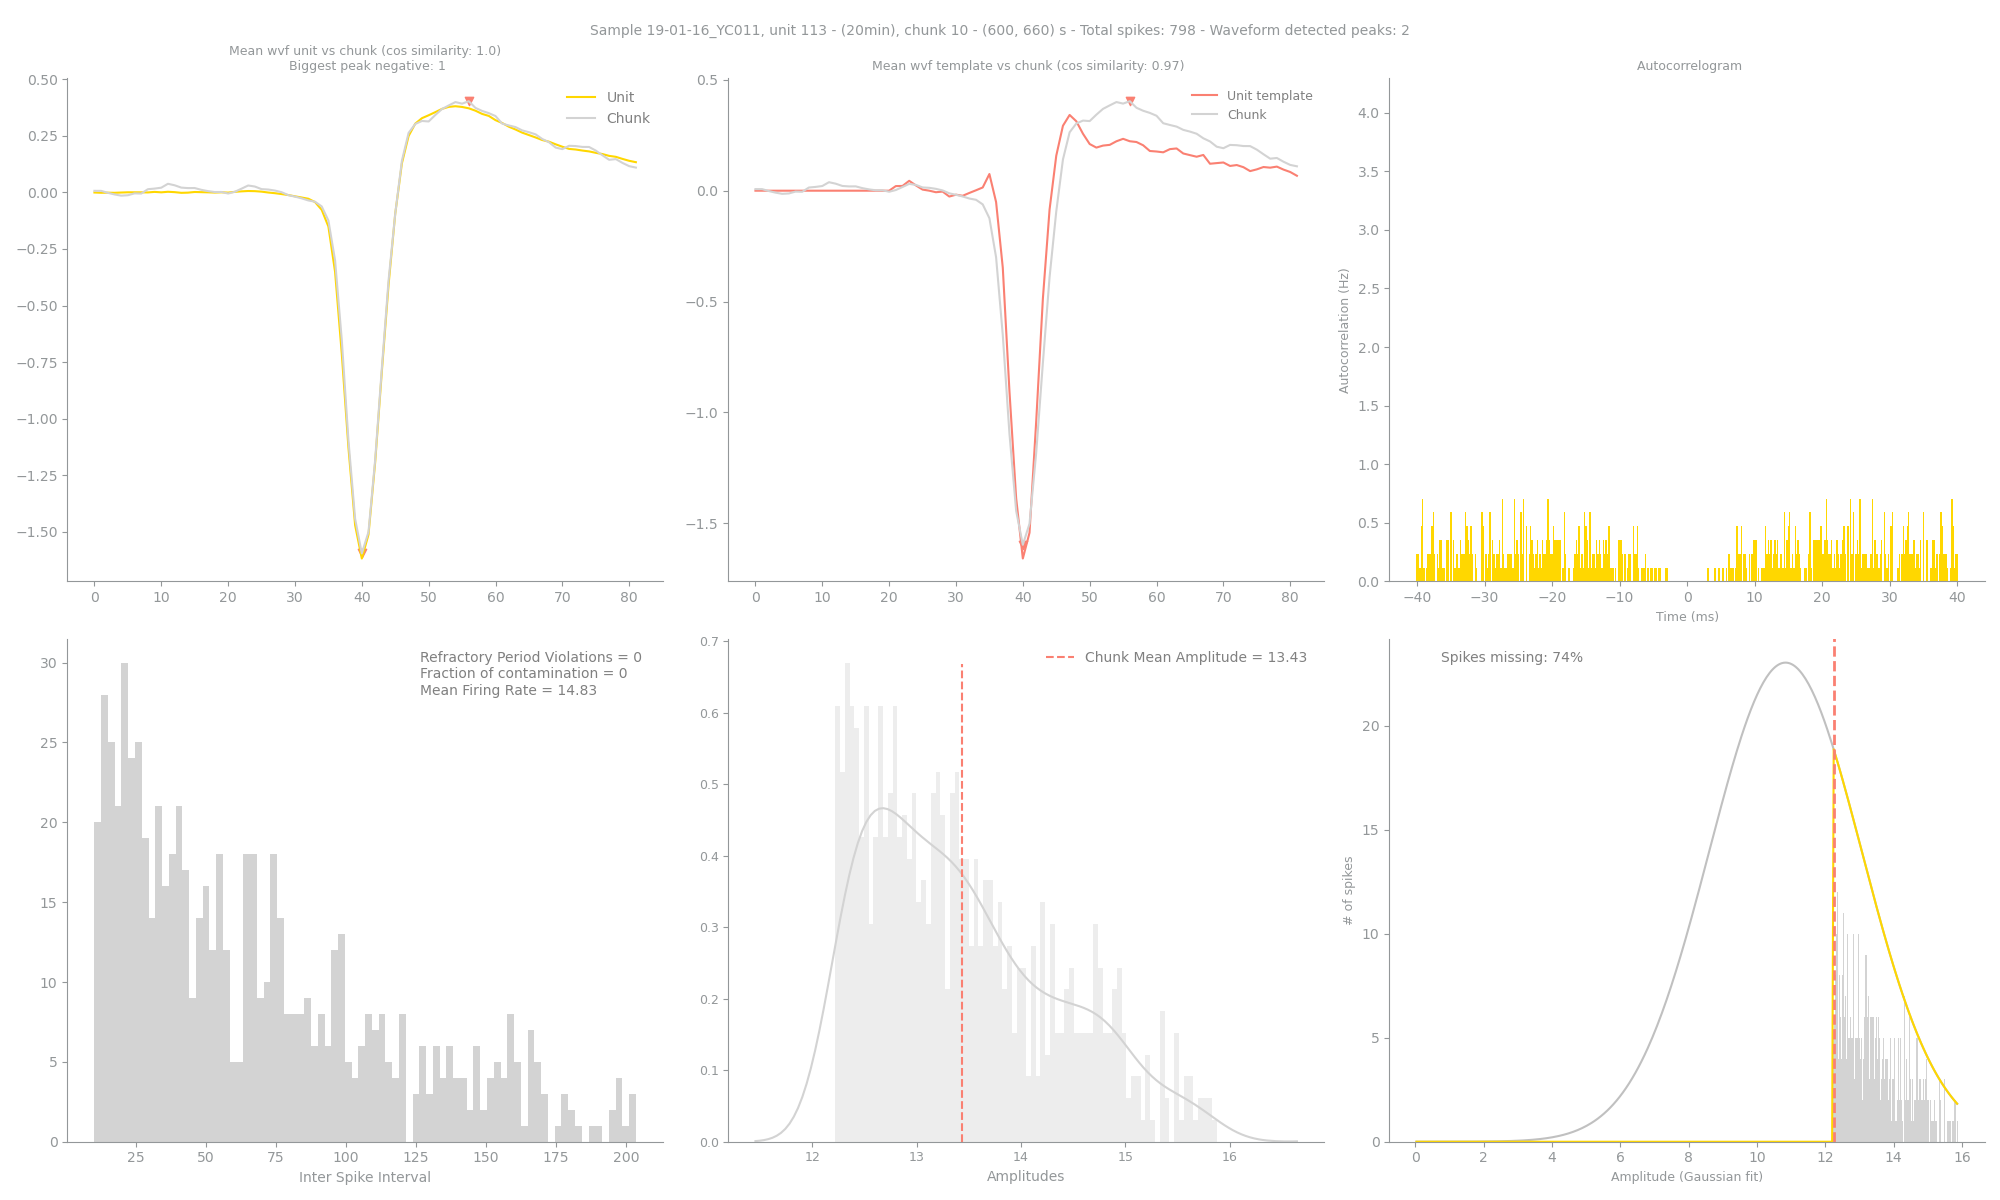 Sample 19-01-16_YC011, unit 113 - (20min), chunk 10 - (600, 660) s - Total spikes: 798 - Waveform detected peaks: 2
Mean wvf unit vs chunk (cos similarity: 1.0)
Biggest peak negative: 1
0.50
0.25
0.00
−0.25
−0.50
−0.75
−1.00
−1.25
−1.50
0 10 20 30 40 50 60 70 80
Unit
Chunk
Mean wvf template vs chunk (cos similarity: 0.97)
0.5
0.0
−0.5
−1.0
−1.5
0 10 20 30 40 50 60 70 80
Unit template
Chunk
Autocorrelogram
Autocorrelation (Hz)
4.0
3.5
3.0
2.5
2.0
1.5
1.0
0.5
0.0
−40 −30 −20 −10 0 10 20 30 40
Time (ms)
30
25
20
15
10
5
0
Refractory Period Violations = 0
Fraction of contamination = 0
Mean Firing Rate = 14.83
25 50 75 100 125 150 175 200
Inter Spike Interval
0.7
0.6
0.5
0.4
0.3
0.2
0.1
0.0
Chunk Mean Amplitude = 13.43
12 13 14 15 16
Amplitudes
Spikes missing: 74%
# of spikes
20
15
10
5
0
0 2 4 6 8 10 12 14 16
Amplitude (Gaussian fit)